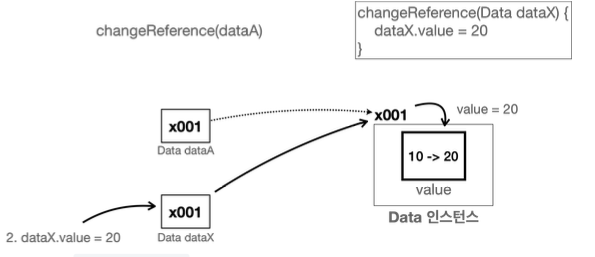 changeReference(dataA)
changeReference(Data dataX) {
dataX.value = 20
}
x001
Data dataA
x001
value = 20
10 -> 20
value
Data 인스턴스
x001
Data dataX
2. dataX.value = 20